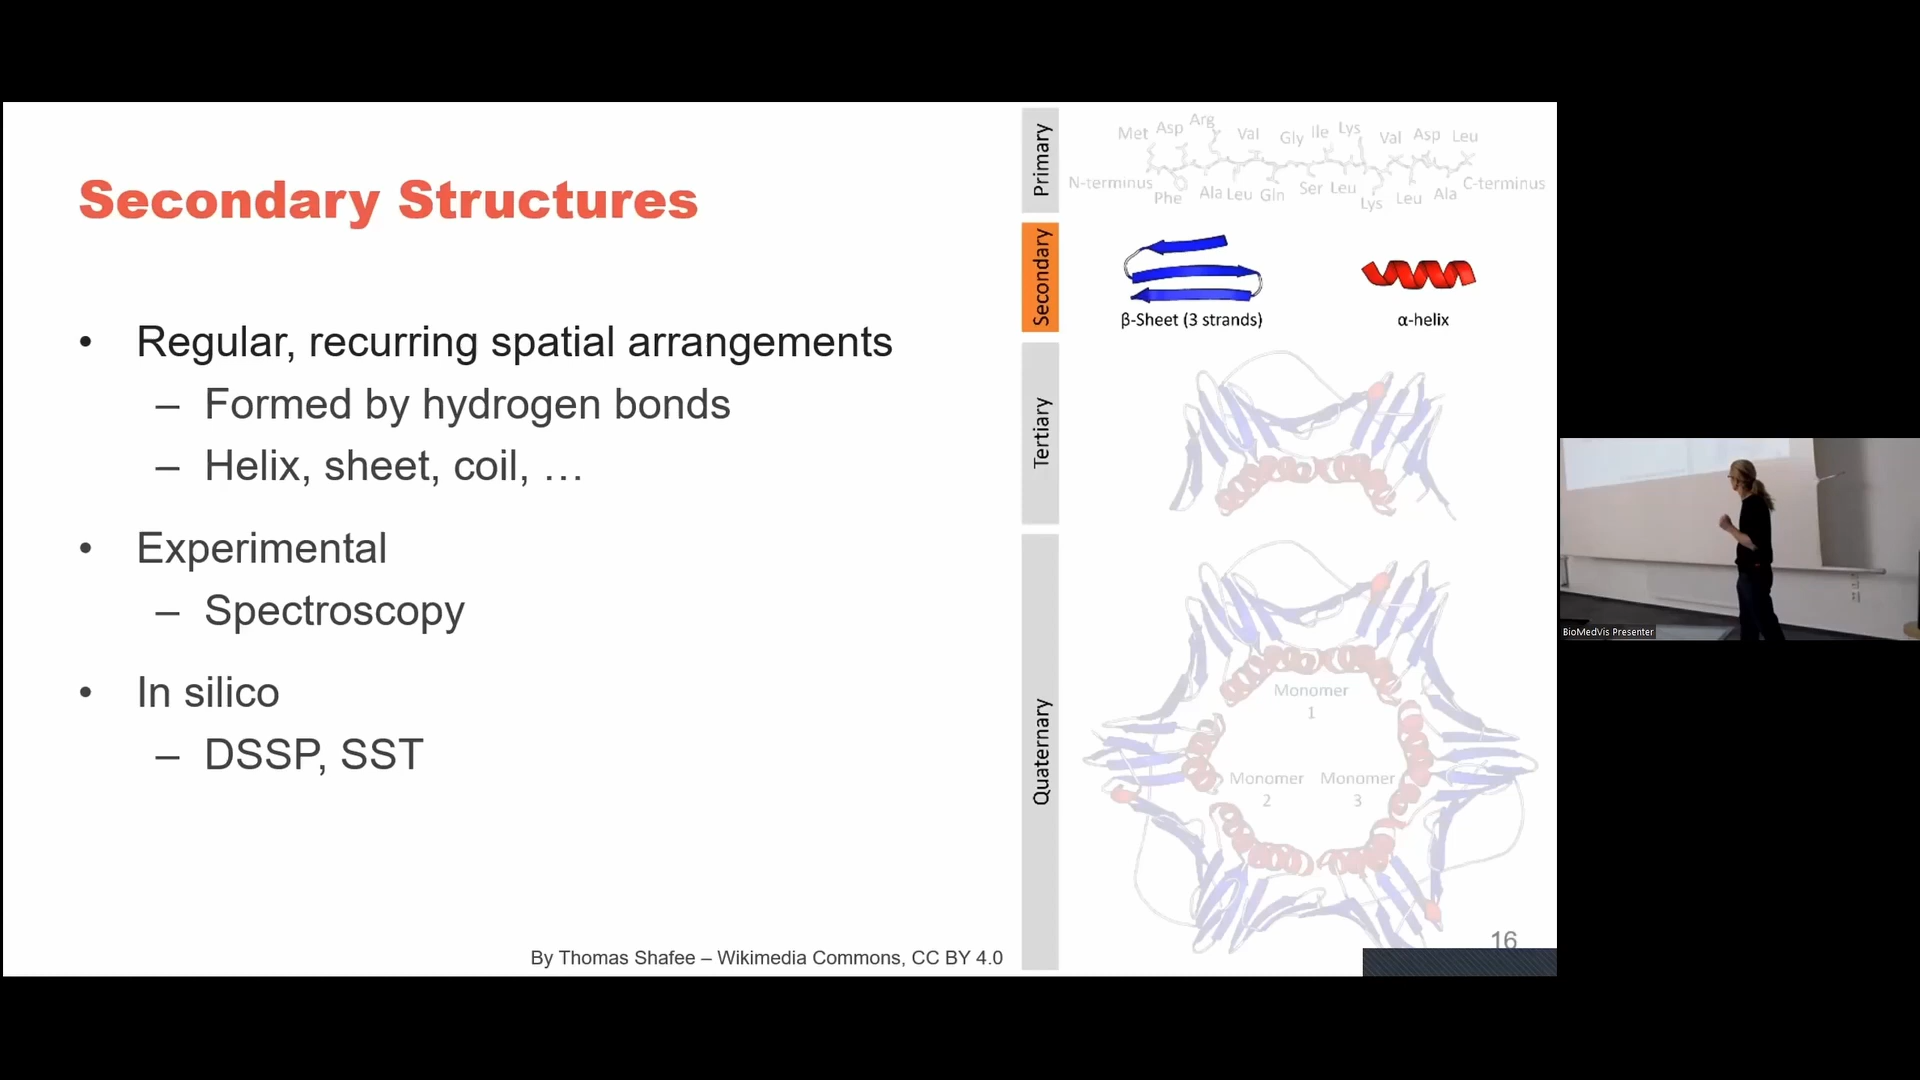 Secondary Structures
• Regular, recurring spatial arrangements
– Formed by hydrogen bonds
– Helix, sheet, coil, …
• Experimental
– Spectroscopy
• In silico
– DSSP, SST
By Thomas Shafee – Wikimedia Commons, CC BY 4.0
Primary
Met Asp Arg Val Gly Ile Lys Val Asp Leu
N-terminus Phe Ala Leu Gln Ser Leu Lys Leu Ala C-terminus
Secondary
β-Sheet (3 strands) α-helix
Tertiary
Quaternary
Monomer
1
Monomer Monomer
2 3
16
BioMedVis Presenter